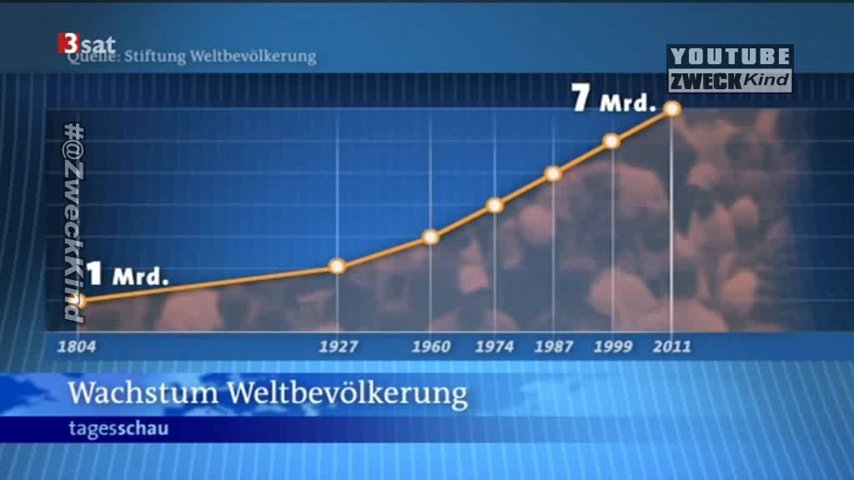 3sat
Quelle: Stiftung Weltbevölkerung
YOUTUBE
ZWECKKind
#@ZweckKind
7 Mrd.
1 Mrd.
1804 1927 1960 1974 1987 1999 2011
Wachstum Weltbevölkerung
tagesschau